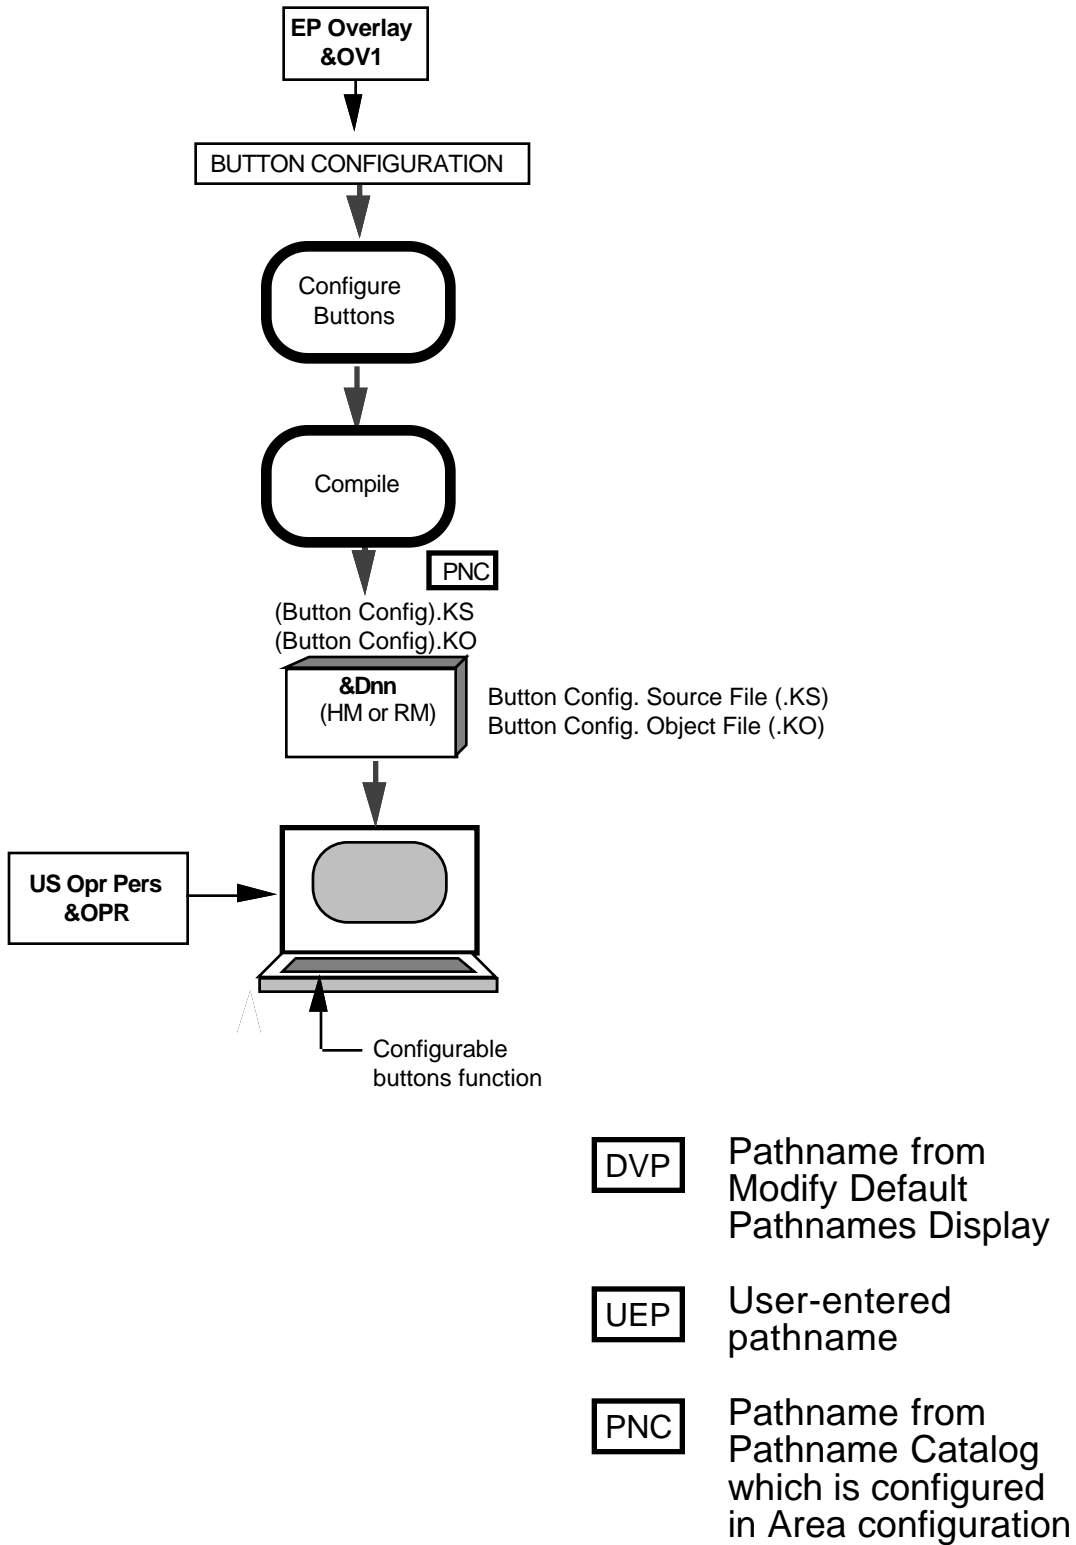 EP Overlay
&OV1
BUTTON CONFIGURATION
Configure
Buttons
Compile
PNC
(Button Config).KS
(Button Config).KO
&Dnn
(HM or RM)
Button Config. Source File (.KS)
Button Config. Object File (.KO)
US Opr Pers
&OPR
Configurable
buttons function
DVP
Pathname from
Modify Default
Pathnames Display
UEP
User-entered
pathname
PNC
Pathname from
Pathname Catalog
which is configured
in Area configuration